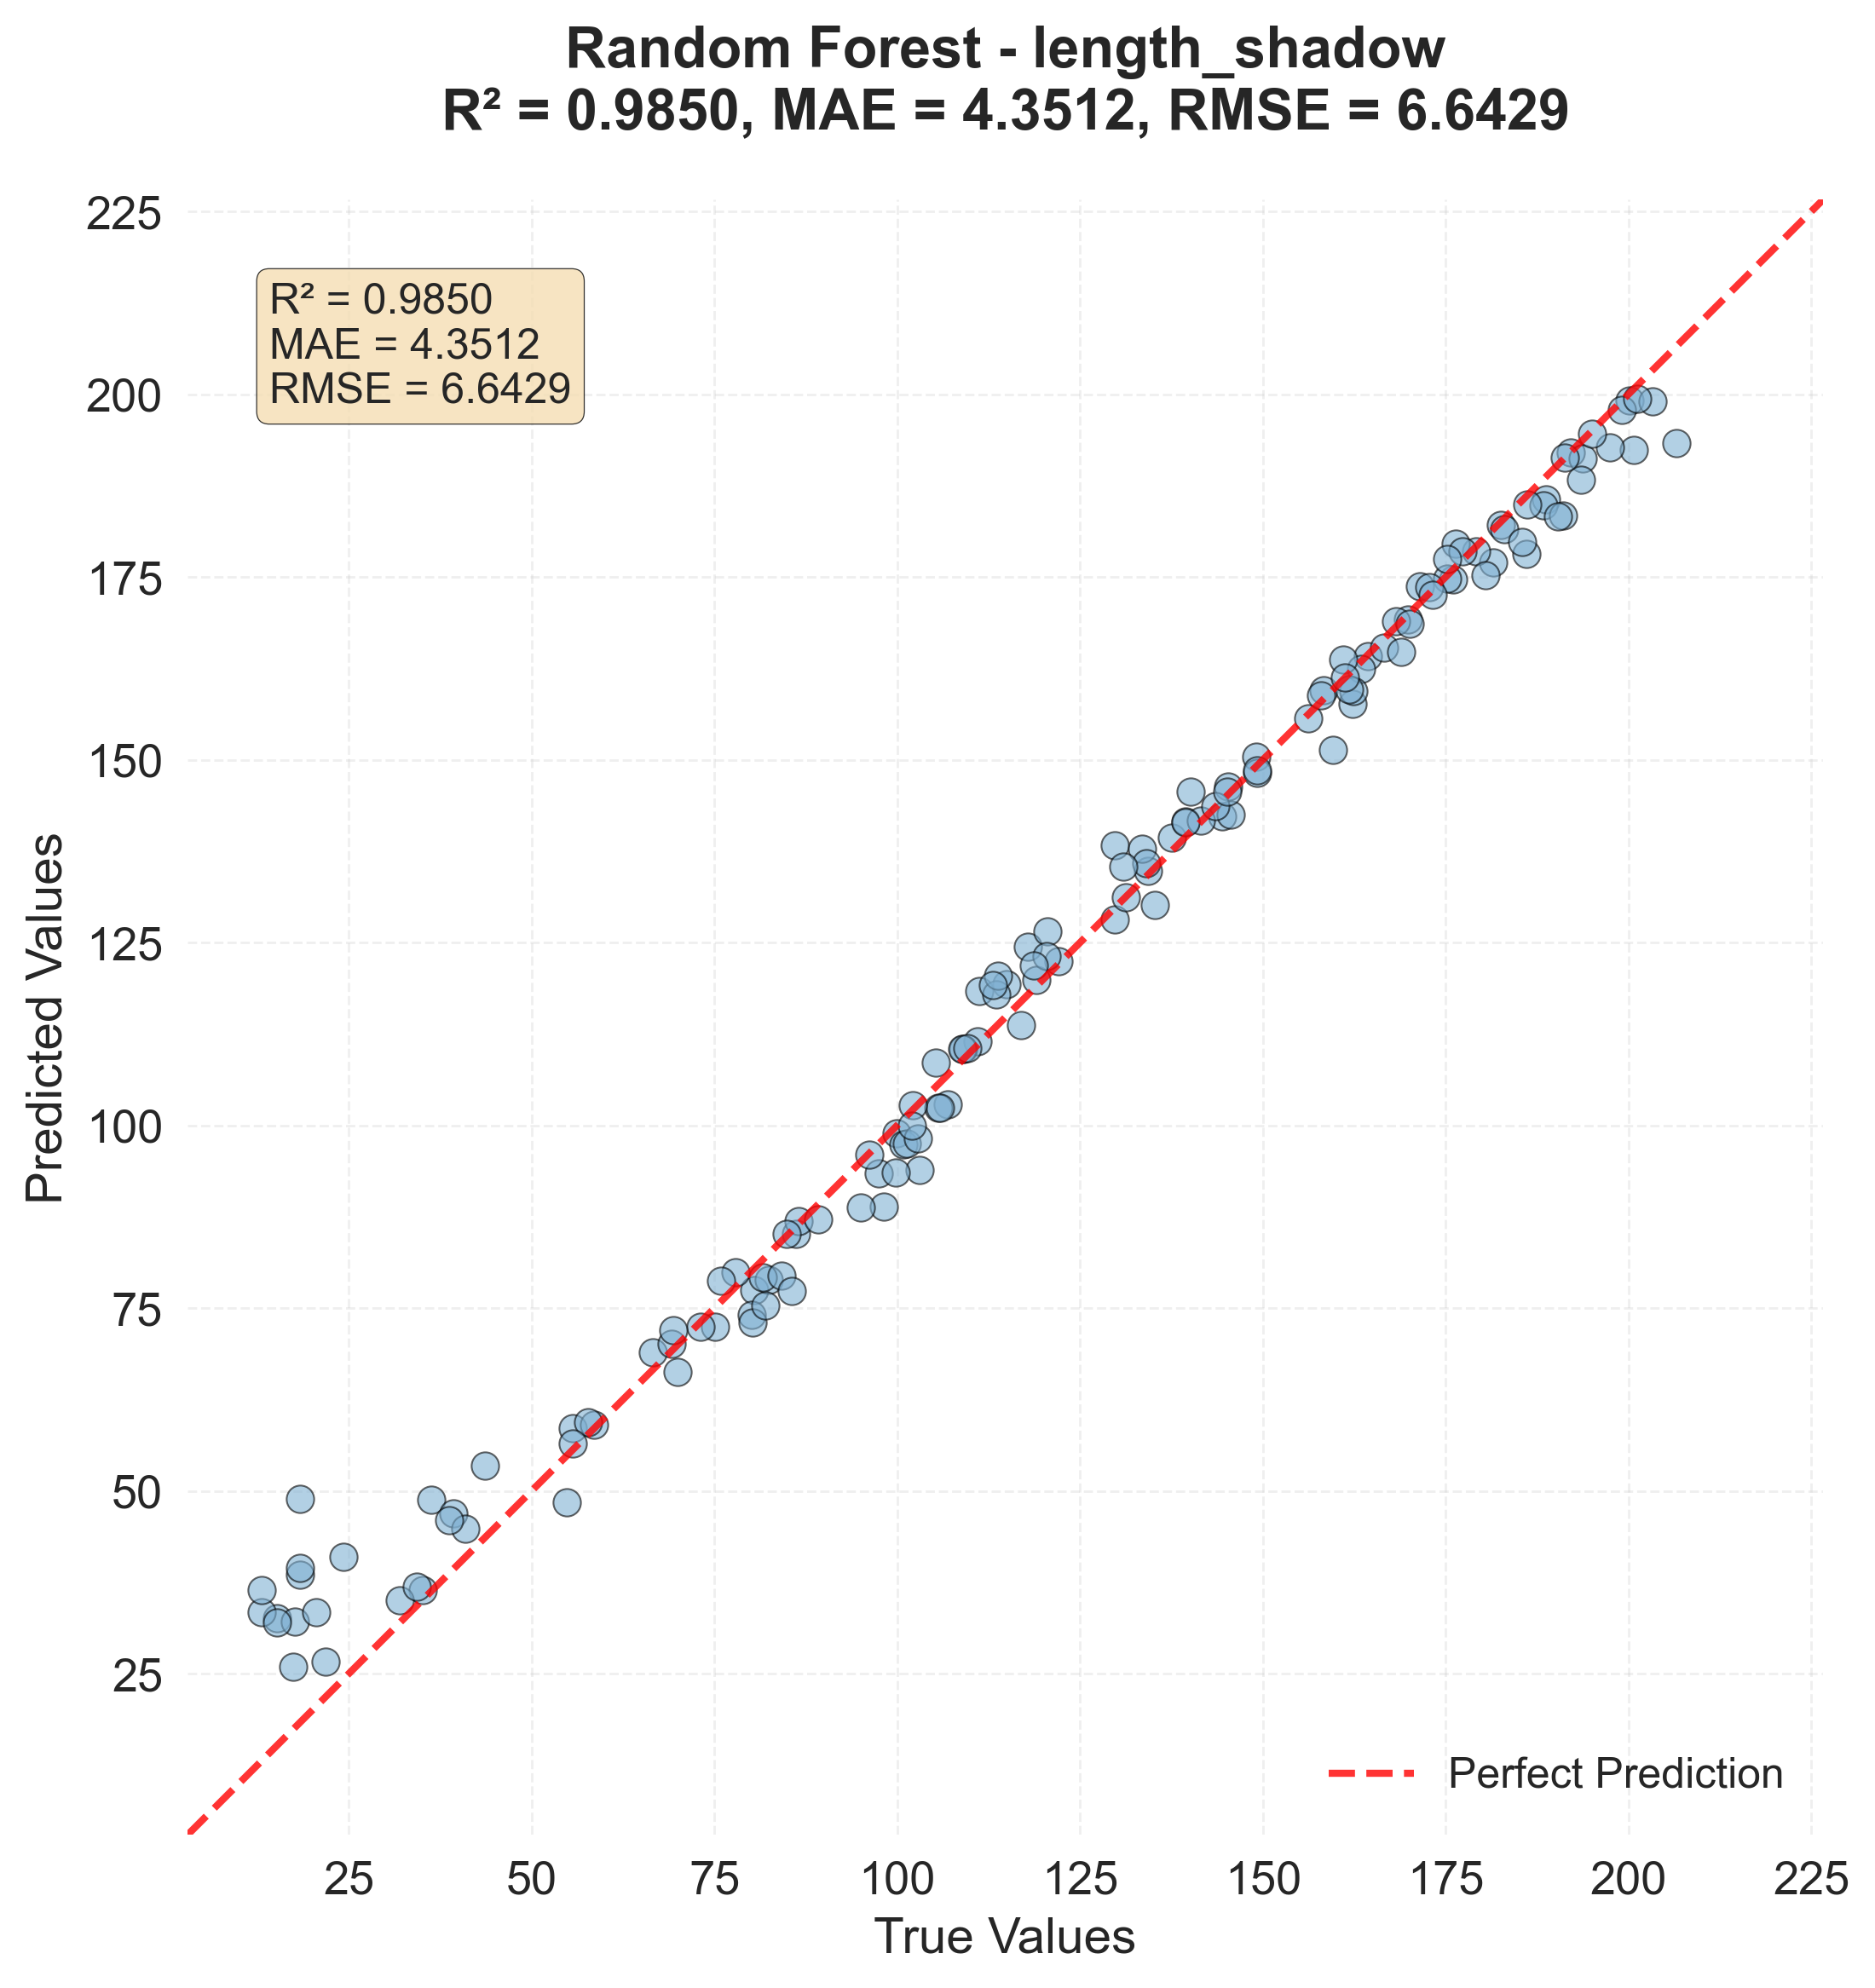 Random Forest - length_shadow
R² = 0.9850, MAE = 4.3512, RMSE = 6.6429
R² = 0.9850
MAE = 4.3512
RMSE = 6.6429
225
200
175
150
125
100
75
50
25
Predicted Values
Perfect Prediction
25 50 75 100 125 150 175 200 225
True Values